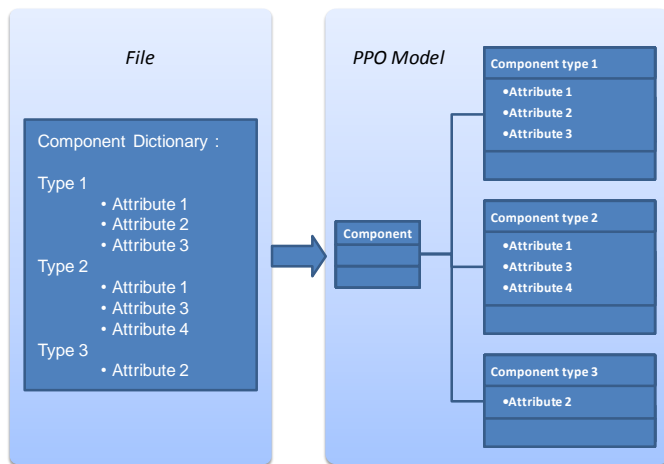 File
Component Dictionary :
Type 1
• Attribute 1
• Attribute 2
• Attribute 3
Type 2
• Attribute 1
• Attribute 3
• Attribute 4
Type 3
• Attribute 2
PPO Model
Component
Component type 1
•Attribute 1
•Attribute 2
•Attribute 3
Component type 2
•Attribute 1
•Attribute 3
•Attribute 4
Component type 3
•Attribute 2